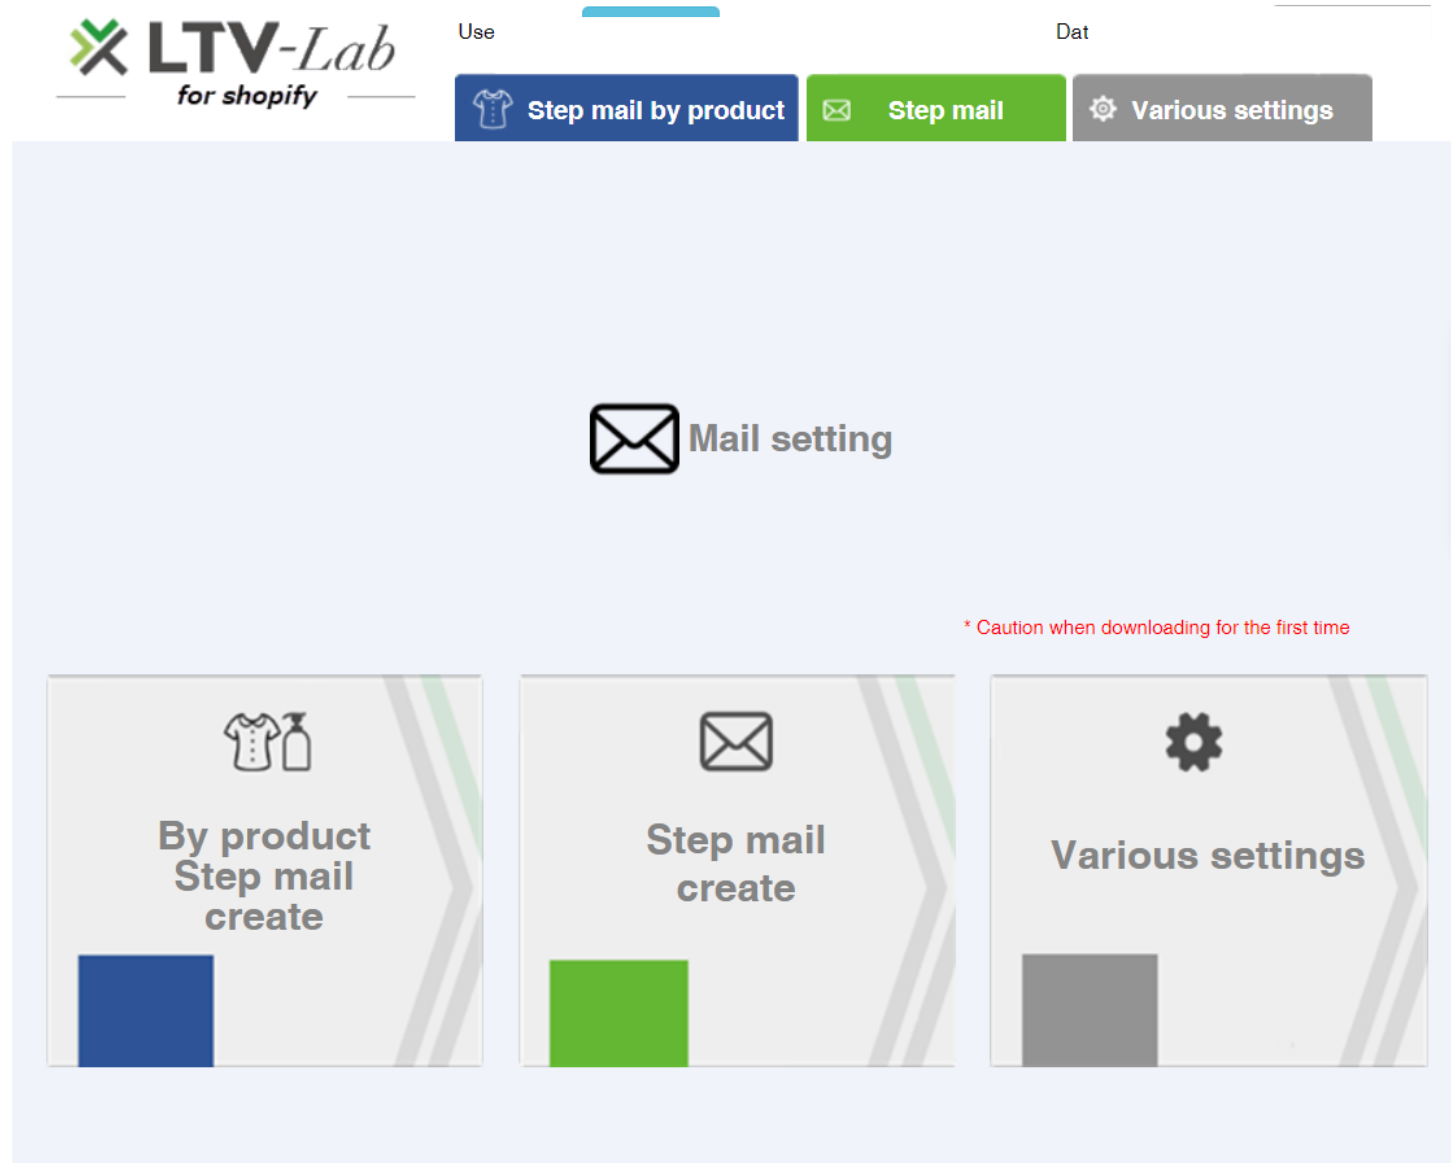 LTV-Lab
for shopify
Use
Dat
Step mail by product
Step mail
Various settings
Mail setting
* Caution when downloading for the first time
By product
Step mail
create
Step mail
create
Various settings